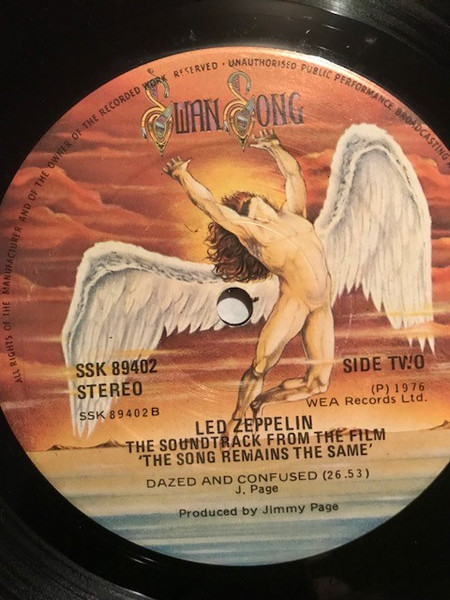 ALL RIGHTS OF THE MANUFACTURER AND OF THE OWNER OF THE RECORDED WORK RESERVED · UNAUTHORISED PUBLIC PERFORMANCE, BROADCASTING
SWAN SONG
SSK 89402
STEREO
SSK 89402B
SIDE TWO
(P) 1976
WEA Records Ltd.
LED ZEPPELIN
THE SOUNDTRACK FROM THE FILM
'THE SONG REMAINS THE SAME'
DAZED AND CONFUSED (26.53)
J. Page
Produced by Jimmy Page